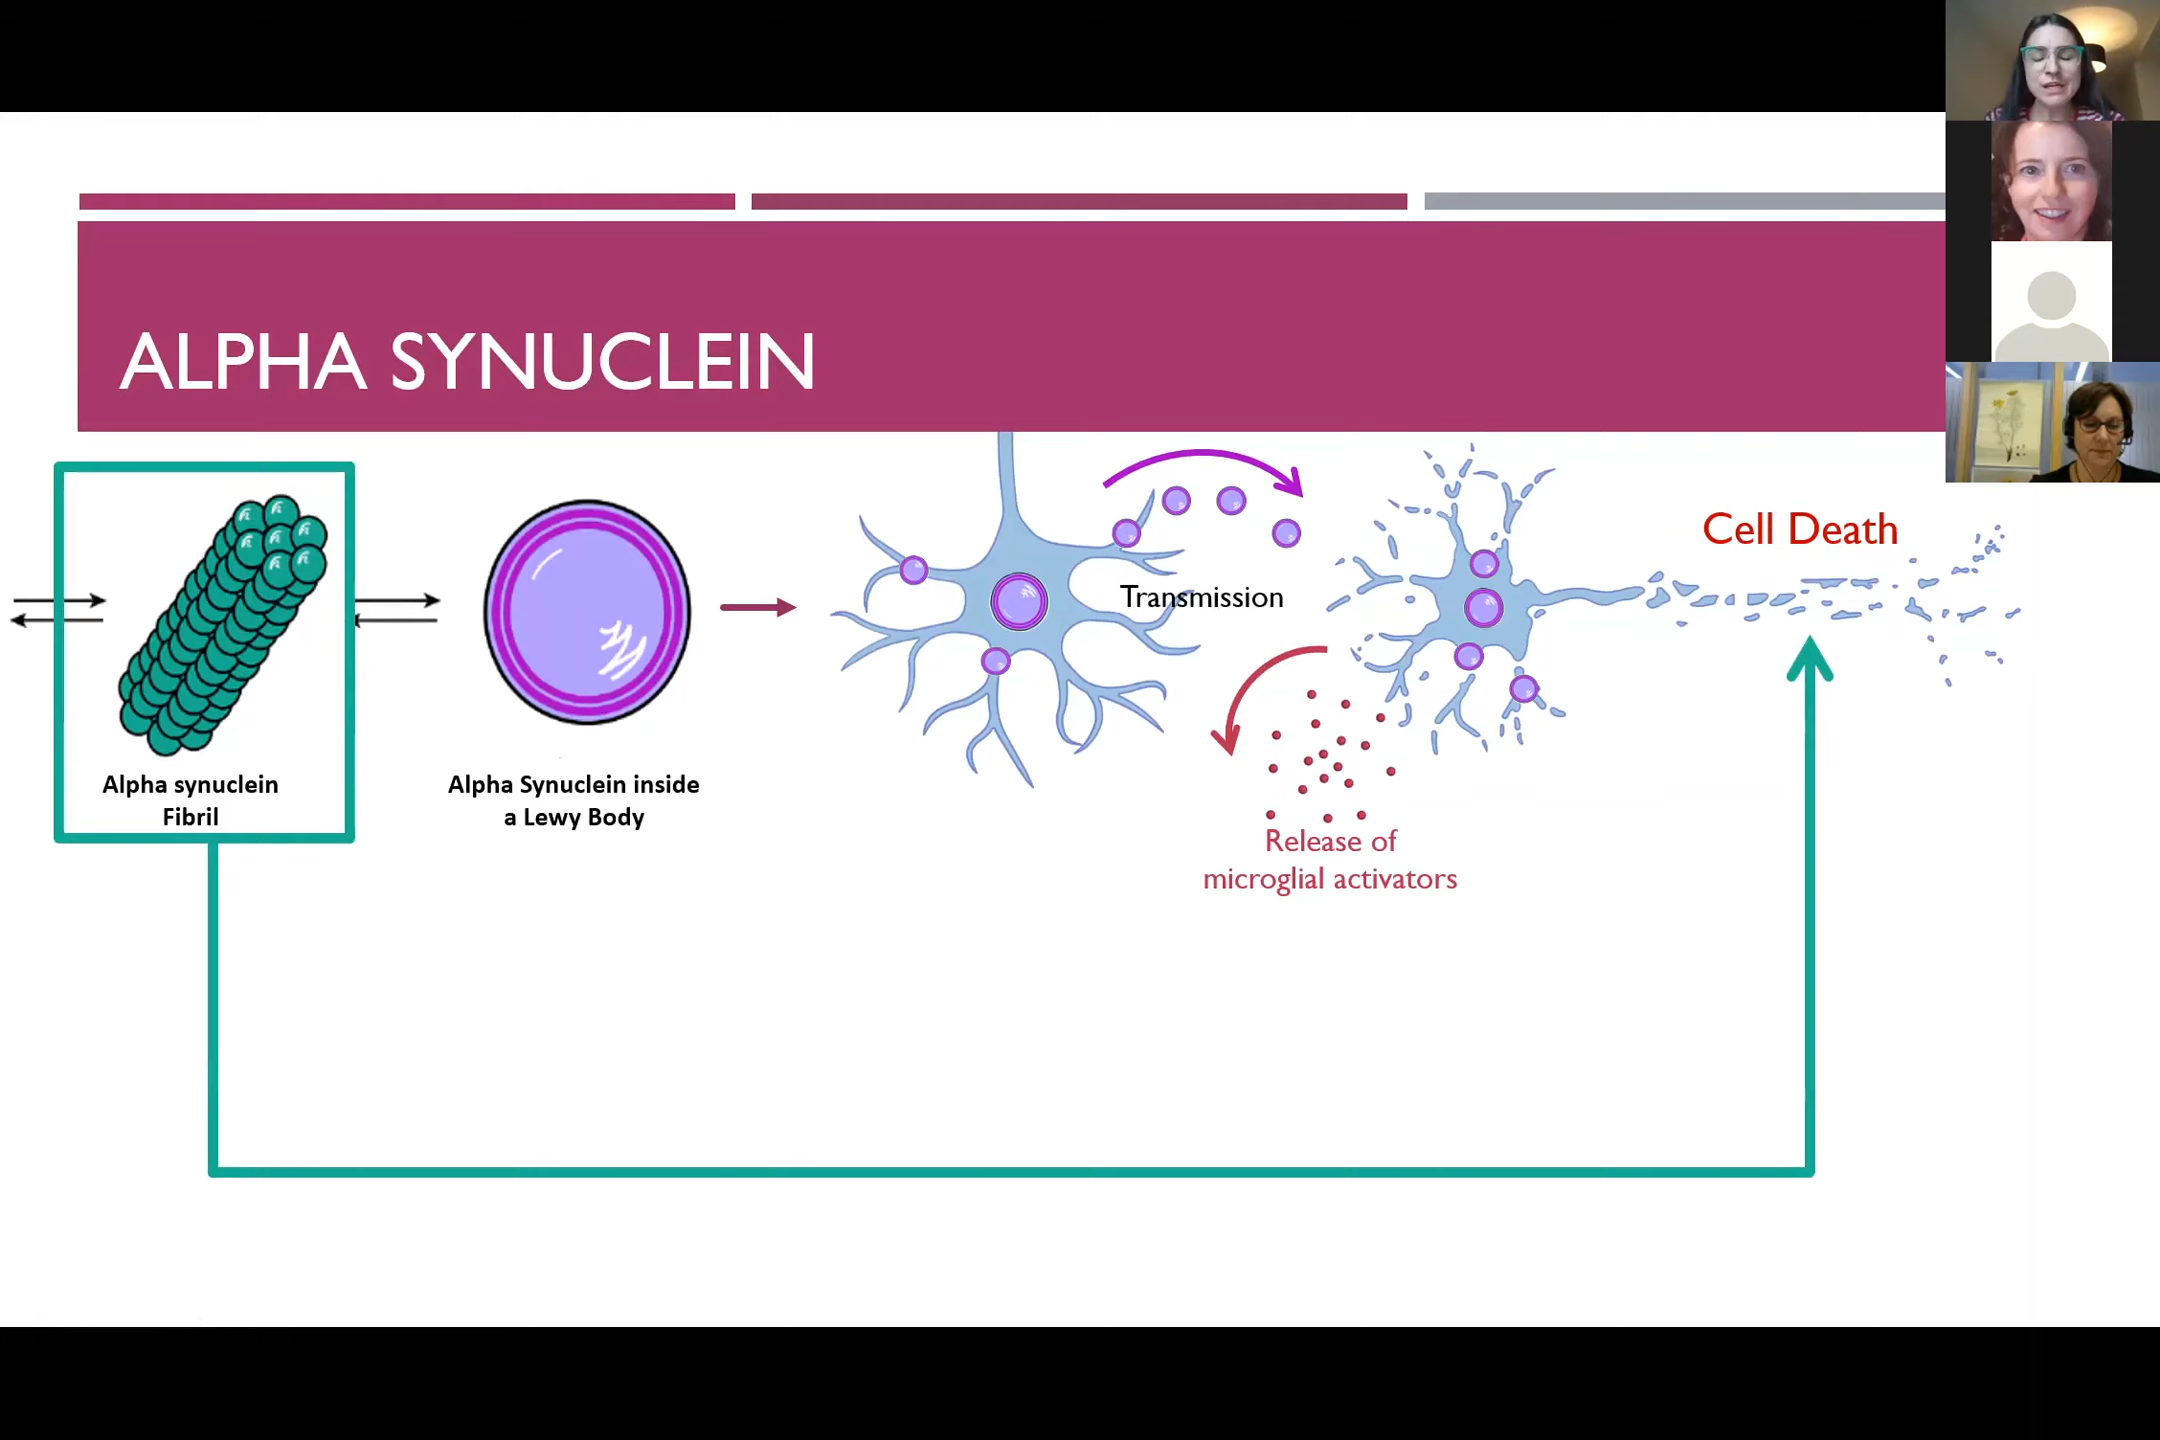 ALPHA SYNUCLEIN
Cell Death
Transmission
Alpha synuclein
Fibril
Alpha Synuclein inside
a Lewy Body
Release of
microglial activators